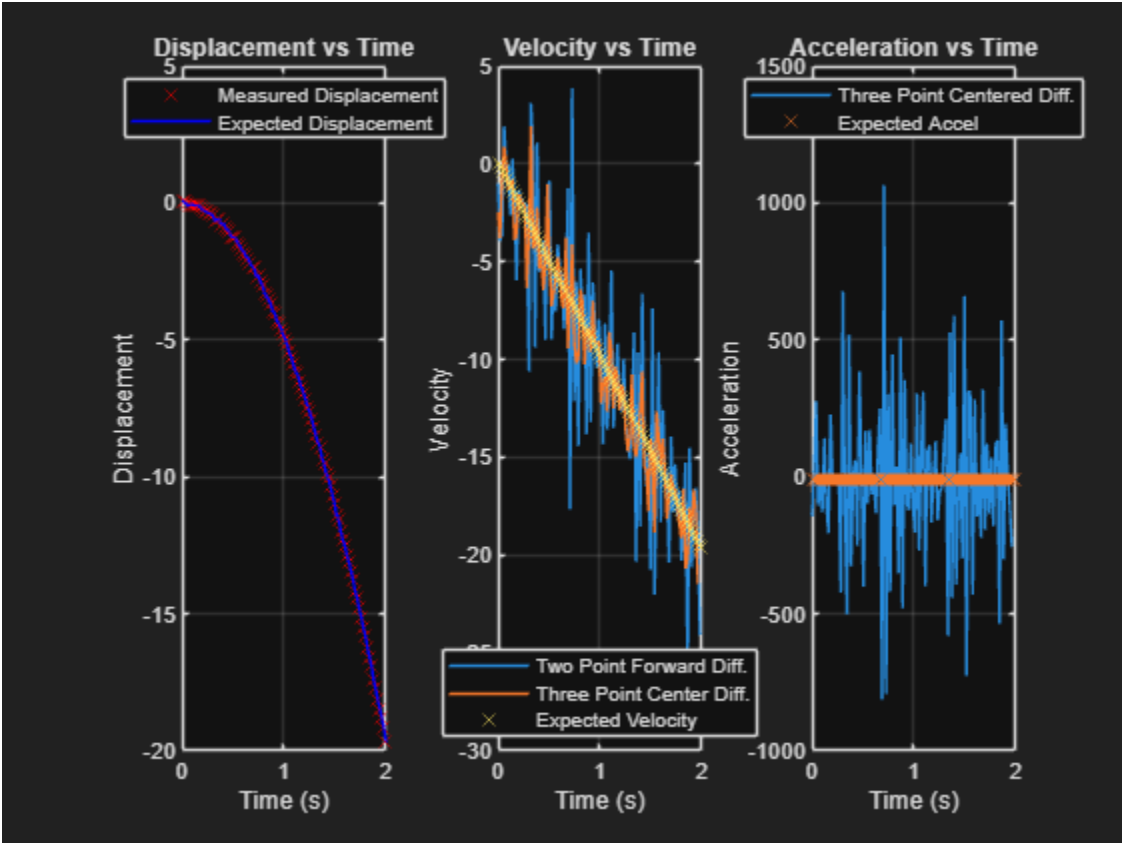 Displacement vs Time
5
Measured Displacement
Expected Displacement
0
-5
-10
-15
-20
Displacement
0
1
2
Time (s)
Velocity vs Time
5
0
-5
-10
-15
-20
-30
Velocity
Two Point Forward Diff.
Three Point Center Diff.
Expected Velocity
0
1
2
Time (s)
Acceleration vs Time
1500
Three Point Centered Diff.
Expected Accel
1000
500
0
-500
-1000
Acceleration
0
1
2
Time (s)